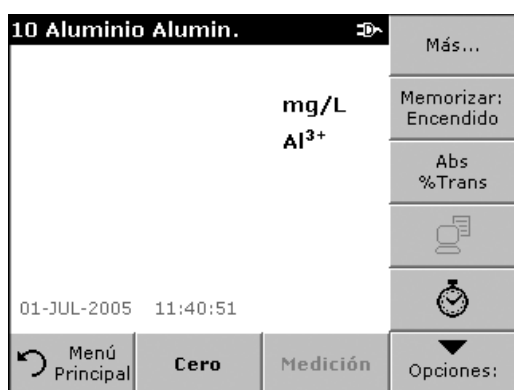 10 Aluminio Alumin.
Más...
mg/L
Al³⁺
Memorizar:
Encendido
Abs
%Trans
01-JUL-2005 11:40:51
Menú
Principal
Cero
Medición
Opciones: